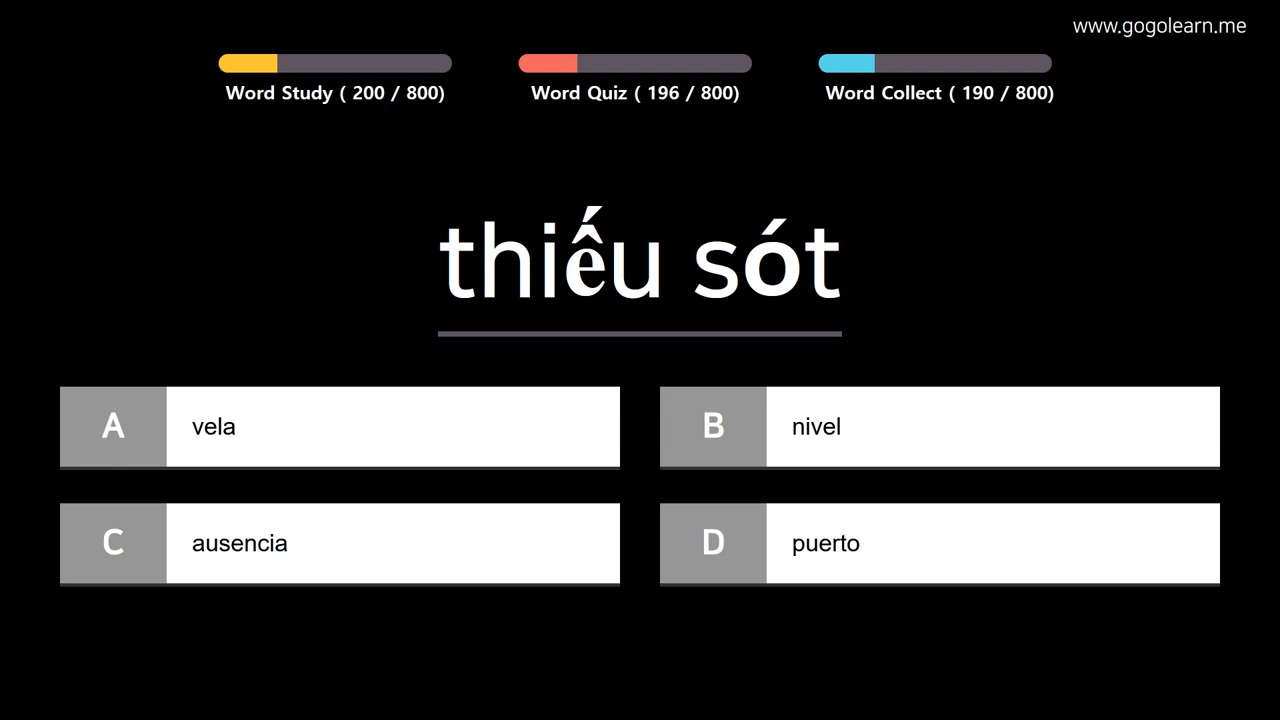 www.gogolearn.me
Word Study ( 200 / 800)
Word Quiz ( 196 / 800)
Word Collect ( 190 / 800)
thiếu sót
A vela
B nivel
C ausencia
D puerto